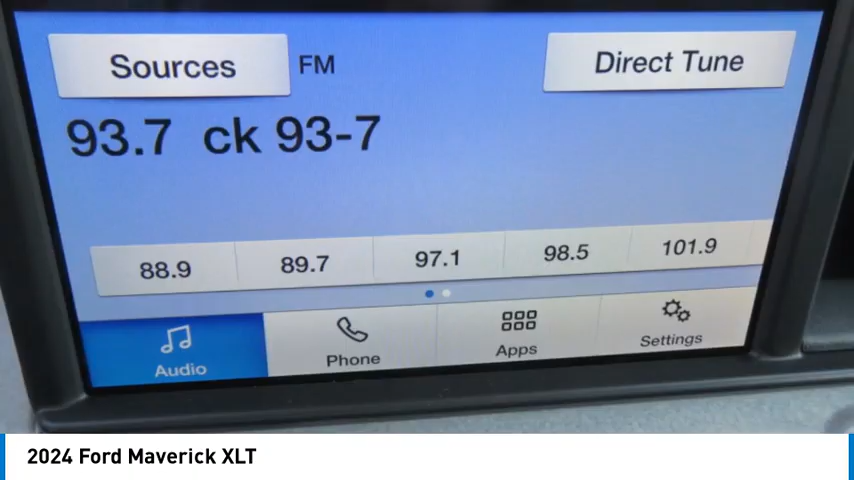 Sources FM Direct Tune
93.7 ck 93-7
88.9 89.7 97.1 98.5 101.9
Audio Phone Apps Settings
2024 Ford Maverick XLT